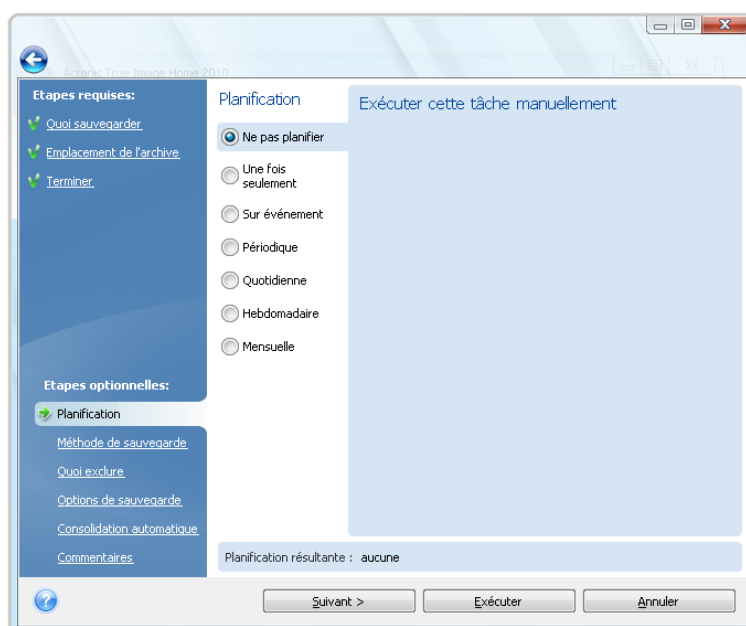 Acronis True Image Home 2010
Etapes requises:
Quoi sauvegarder
Emplacement de l'archive
Terminer
Etapes optionnelles:
Planification
Méthode de sauvegarde
Quoi exclure
Options de sauvegarde
Consolidation automatique
Commentaires
Planification
Ne pas planifier
Une fois
seulement
Sur événement
Périodique
Quotidienne
Hebdomadaire
Mensuelle
Exécuter cette tâche manuellement
Planification résultante : aucune
Suivant >
Exécuter
Annuler